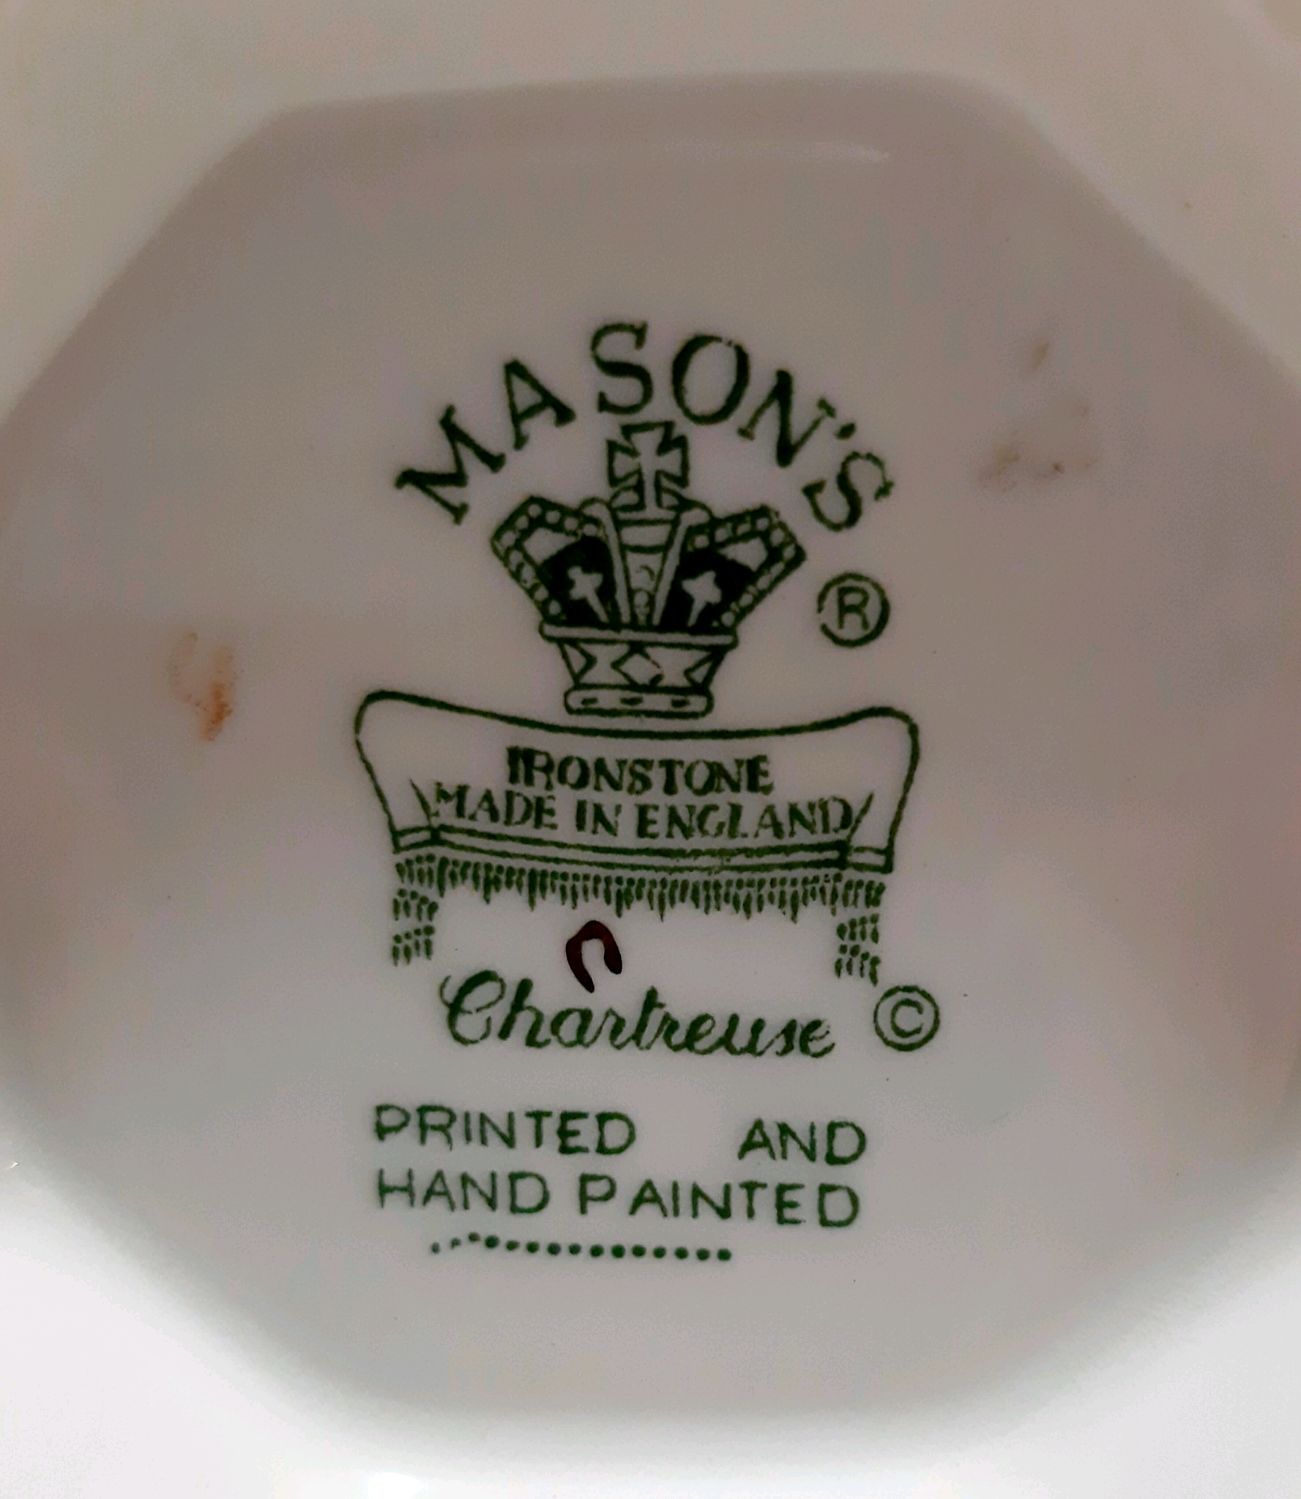 MASON'S
®
IRONSTONE
MADE IN ENGLAND
C
Chartreuse ©
PRINTED AND
HAND PAINTED